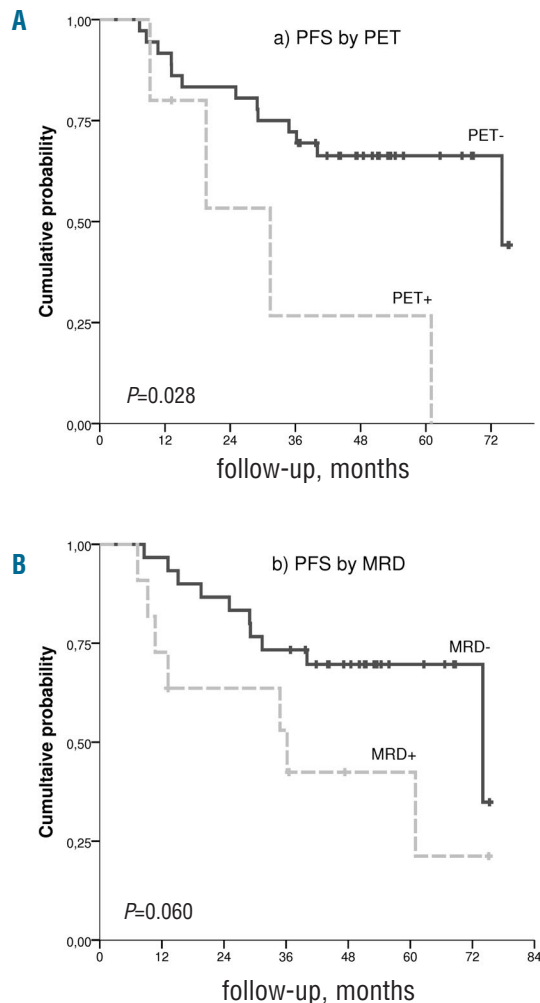 A
a) PFS by PET
1,00
0,75
0,50
0,25
0,00
Cumulative probability
PET-
PET+
P=0.028
0 12 24 36 48 60 72
follow-up, months
B
b) PFS by MRD
1,00
0,75
0,50
0,25
0,00
Cumultaive probability
MRD-
MRD+
P=0.060
0 12 24 36 48 60 72 84
follow-up, months